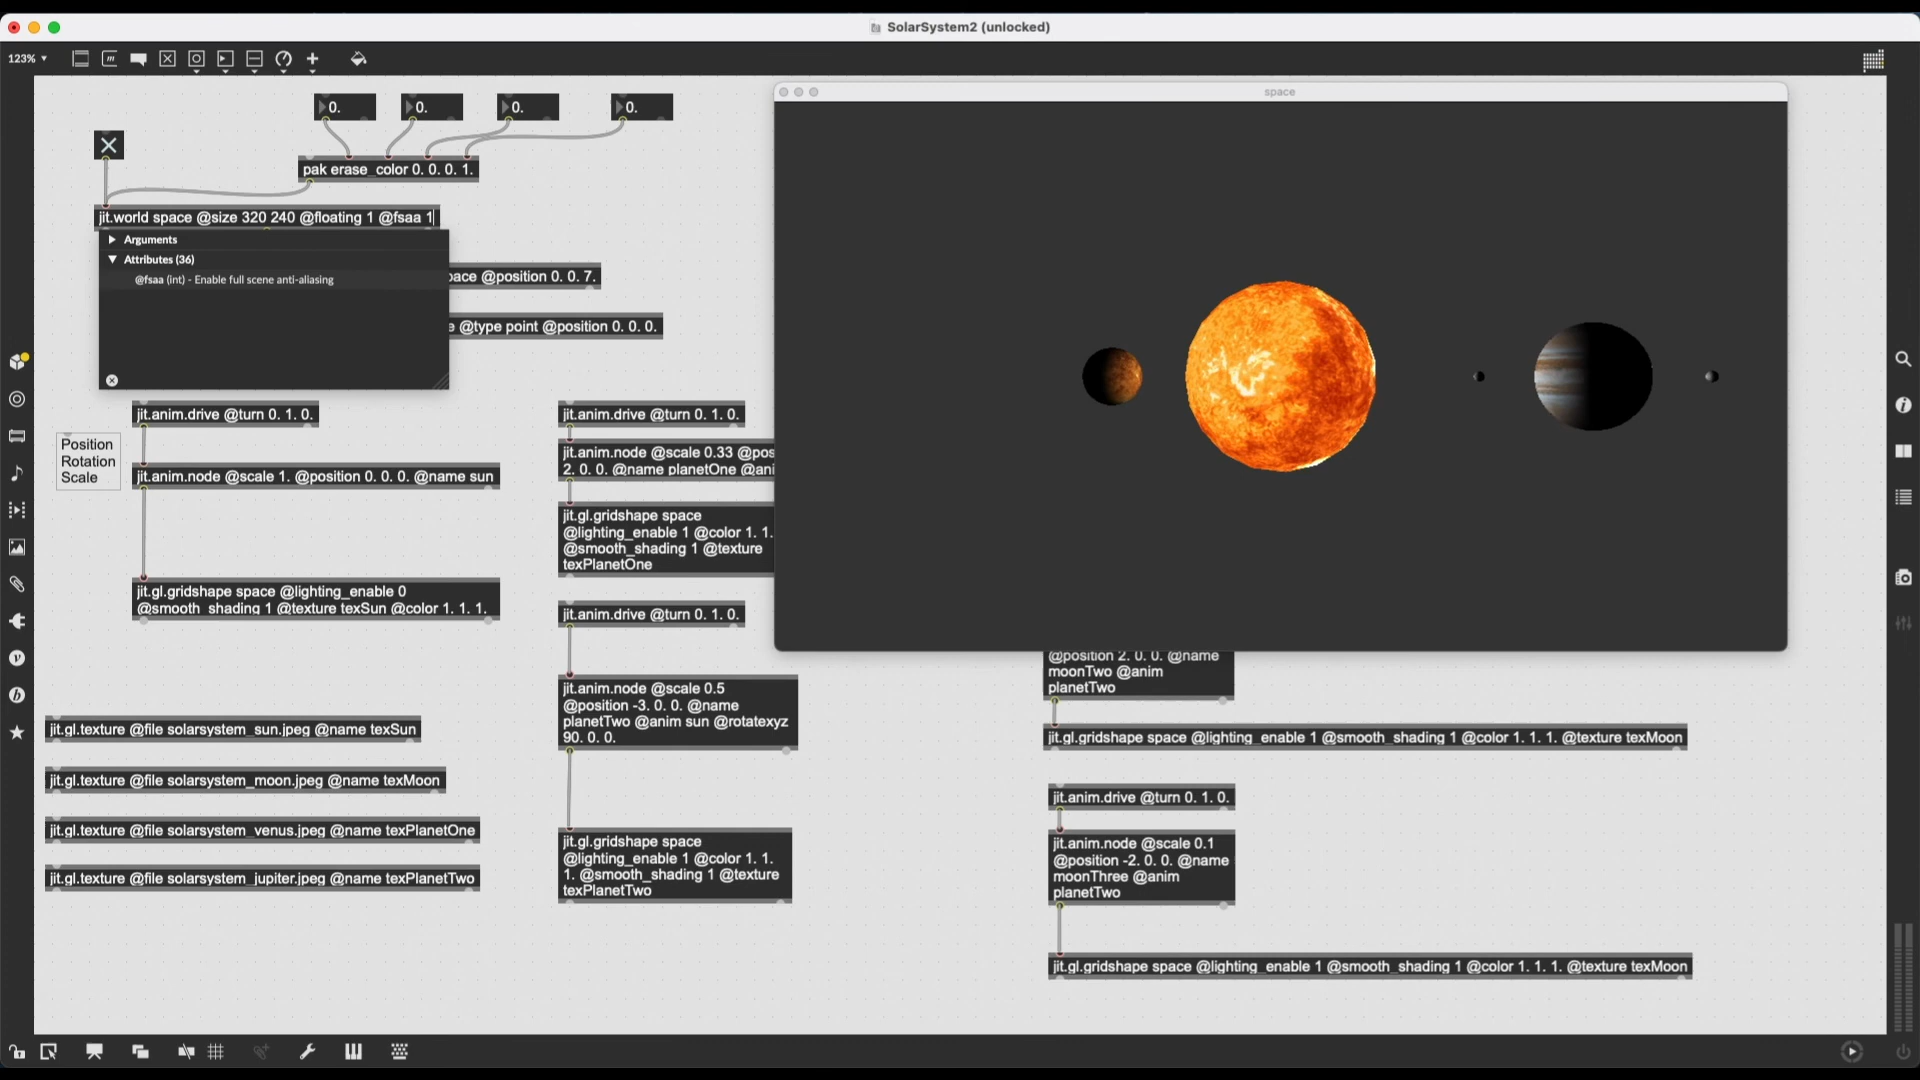 SolarSystem2 (unlocked)
123%
0.
0.
0.
0.
space
pak erase_color 0. 0. 0. 1.
jit.world space @size 320 240 @floating 1 @fsaa 1
Arguments
Attributes (36)
@fsaa (int) - Enable full scene anti-aliasing
pace @position 0. 0. 7.
e @type point @position 0. 0. 0.
jit.anim.drive @turn 0. 1. 0.
Position
Rotation
Scale
jit.anim.node @scale 1. @position 0. 0. 0. @name sun
jit.gl.gridshape space @lighting_enable 0
@smooth_shading 1 @texture texSun @color 1. 1. 1.
jit.gl.texture @file solarsystem_sun.jpeg @name texSun
jit.gl.texture @file solarsystem_moon.jpeg @name texMoon
jit.gl.texture @file solarsystem_venus.jpeg @name texPlanetOne
jit.gl.texture @file solarsystem_jupiter.jpeg @name texPlanetTwo
jit.anim.drive @turn 0. 1. 0.
jit.anim.node @scale 0.33 @pos
2. 0. 0. @name planetOne @ani
jit.gl.gridshape space
@lighting_enable 1 @color 1. 1.
@smooth_shading 1 @texture
texPlanetOne
jit.anim.drive @turn 0. 1. 0.
jit.anim.node @scale 0.5
@position -3. 0. 0. @name
planetTwo @anim sun @rotatexyz
90. 0. 0.
jit.gl.gridshape space
@lighting_enable 1 @color 1. 1.
1. @smooth_shading 1 @texture
texPlanetTwo
@position 2. 0. 0. @name
moonTwo @anim
planetTwo
jit.gl.gridshape space @lighting_enable 1 @smooth_shading 1 @color 1. 1. 1. @texture texMoon
jit.anim.drive @turn 0. 1. 0.
jit.anim.node @scale 0.1
@position -2. 0. 0. @name
moonThree @anim
planetTwo
jit.gl.gridshape space @lighting_enable 1 @smooth_shading 1 @color 1. 1. 1. @texture texMoon